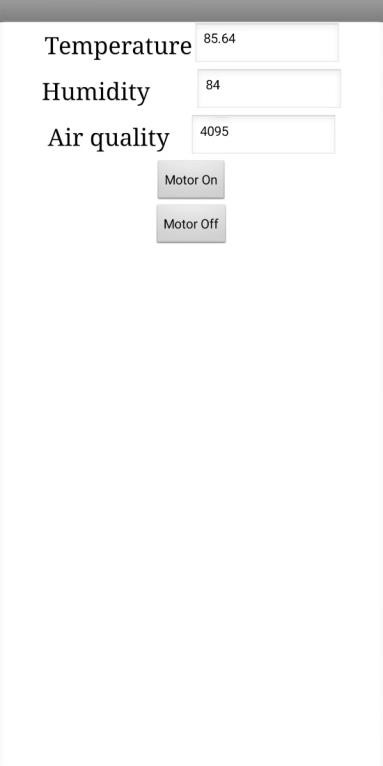 Temperature 85.64
Humidity 84
Air quality 4095
Motor On
Motor Off